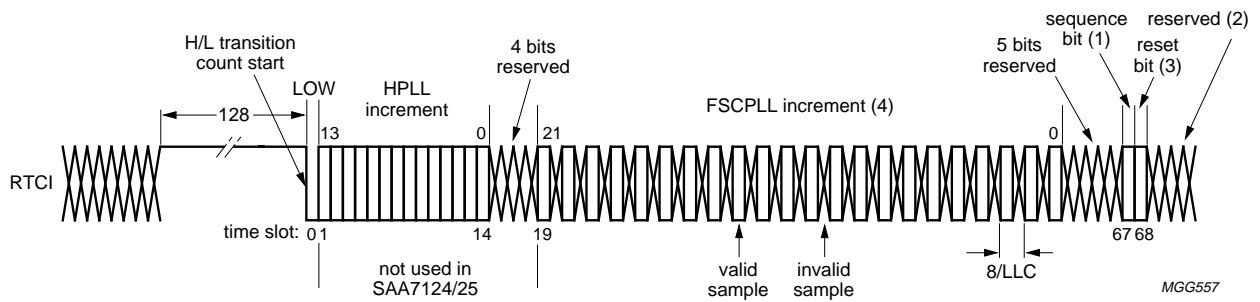 H/L transition
count start
LOW
128
13
HPLL
increment
0
4 bits
reserved
21
FSCPLL increment (4)
0
5 bits
reserved
sequence
bit (1)
reset
bit (3)
reserved (2)
RTCI
time slot:
0
1
14
19
67
68
not used in
SAA7124/25
valid
sample
invalid
sample
8/LLC
MGG557